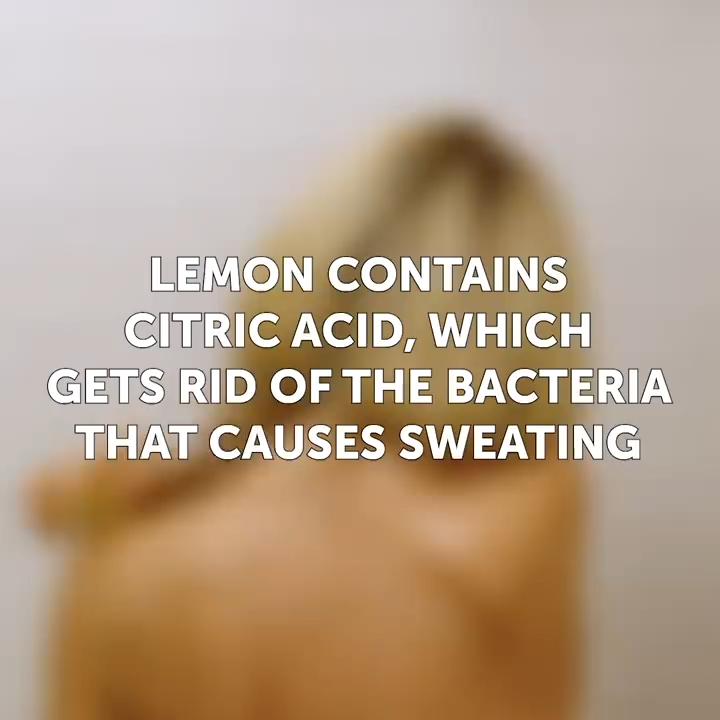 LEMON CONTAINS
CITRIC ACID, WHICH
GETS RID OF THE BACTERIA
THAT CAUSES SWEATING